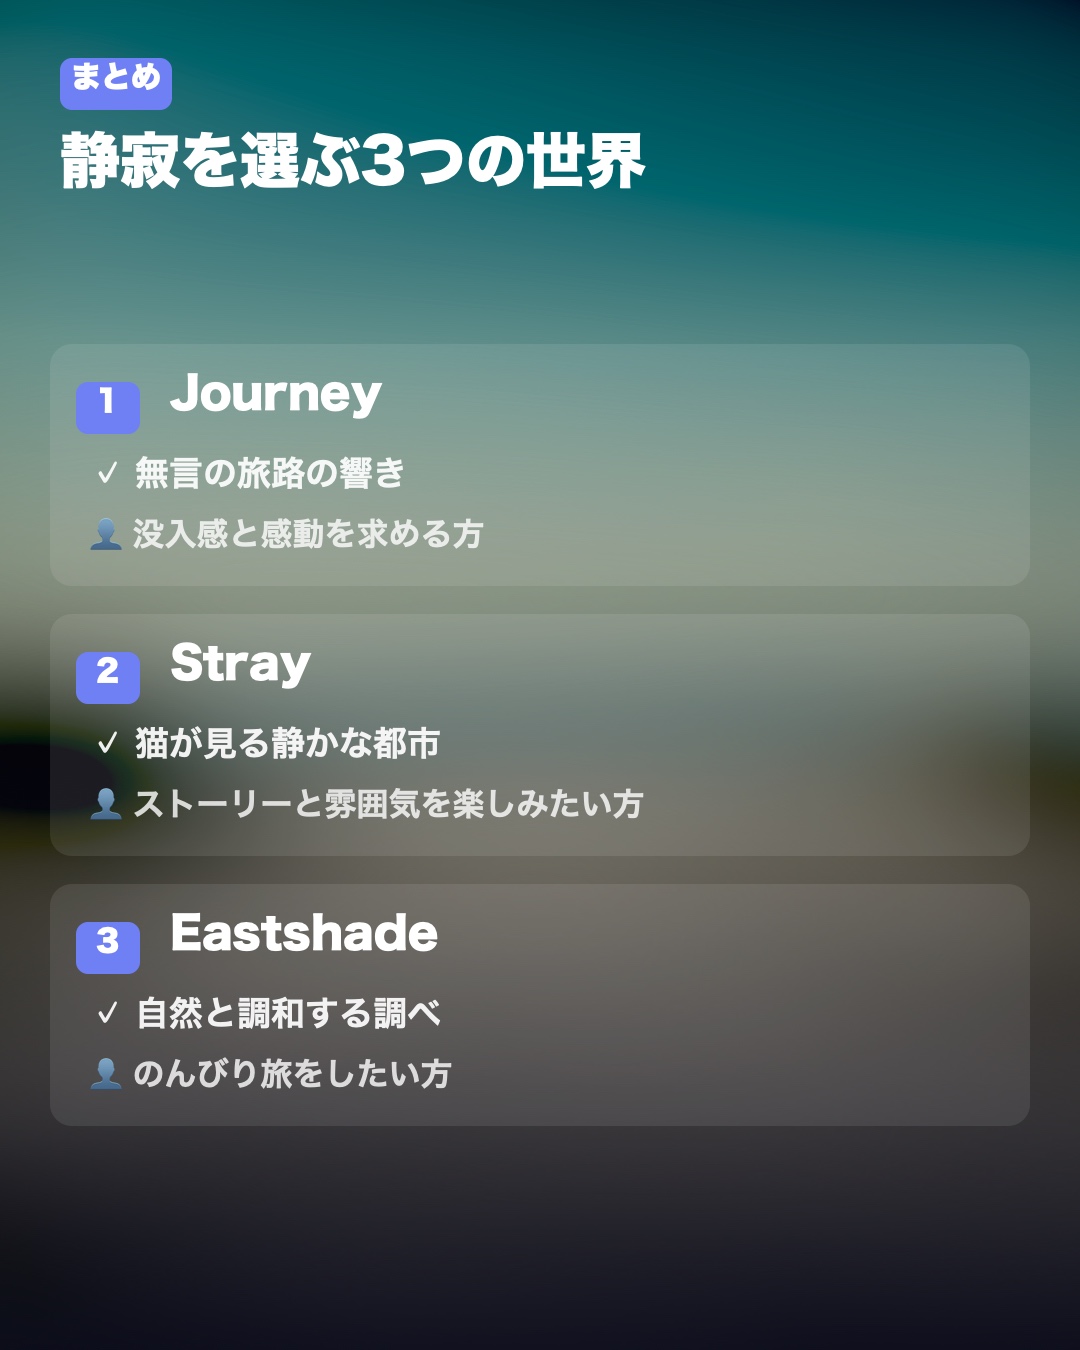 まとめ
静寂を選ぶ3つの世界
1 Journey
✓ 無言の旅路の響き
👤 没入感と感動を求める方
2 Stray
✓ 猫が見る静かな都市
👤 ストーリーと雰囲気を楽しみたい方
3 Eastshade
✓ 自然と調和する調べ
👤 のんびり旅をしたい方